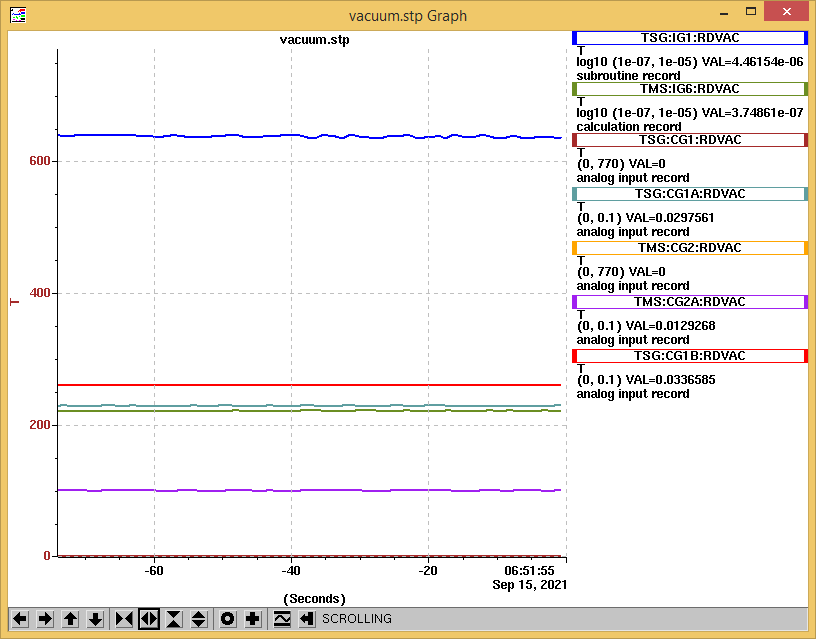 vacuum.stp Graph
vacuum.stp
600
400
T
200
0
-60
-40
-20
06:51:55
Sep 15, 2021
(Seconds)
TSG:IG1:RDVAC
T
log10 (1e-07, 1e-05) VAL=4.46154e-06
subroutine record
TMS:IG6:RDVAC
T
log10 (1e-07, 1e-05) VAL=3.74861e-07
calculation record
TSG:CG1:RDVAC
T
(0, 770) VAL=0
analog input record
TSG:CG1A:RDVAC
T
(0, 0.1) VAL=0.0297561
analog input record
TMS:CG2:RDVAC
T
(0, 770) VAL=0
analog input record
TMS:CG2A:RDVAC
T
(0, 0.1) VAL=0.0129268
analog input record
TSG:CG1B:RDVAC
T
(0, 0.1) VAL=0.0336585
analog input record
SCROLLING